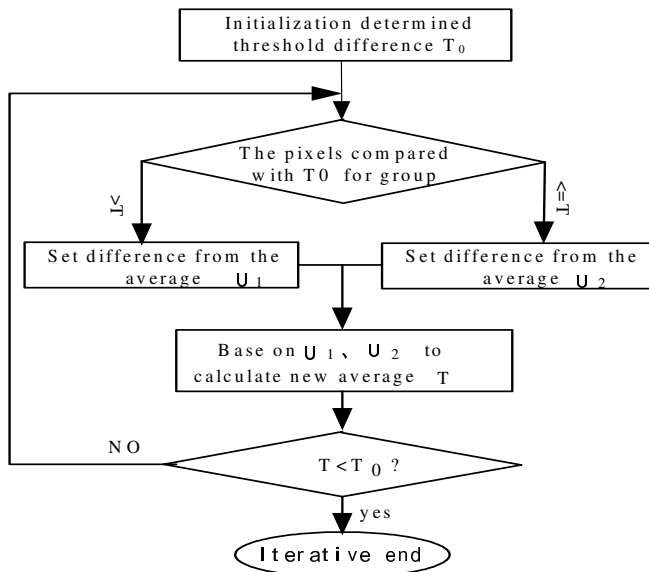 Initialization determined
threshold difference T₀
The pixels compared
with T0 for group
>T
<=T
Set difference from the
average U₁
Set difference from the
average U₂
Base on U₁、U₂ to
calculate new average T
NO
T<T₀?
yes
Iterative end